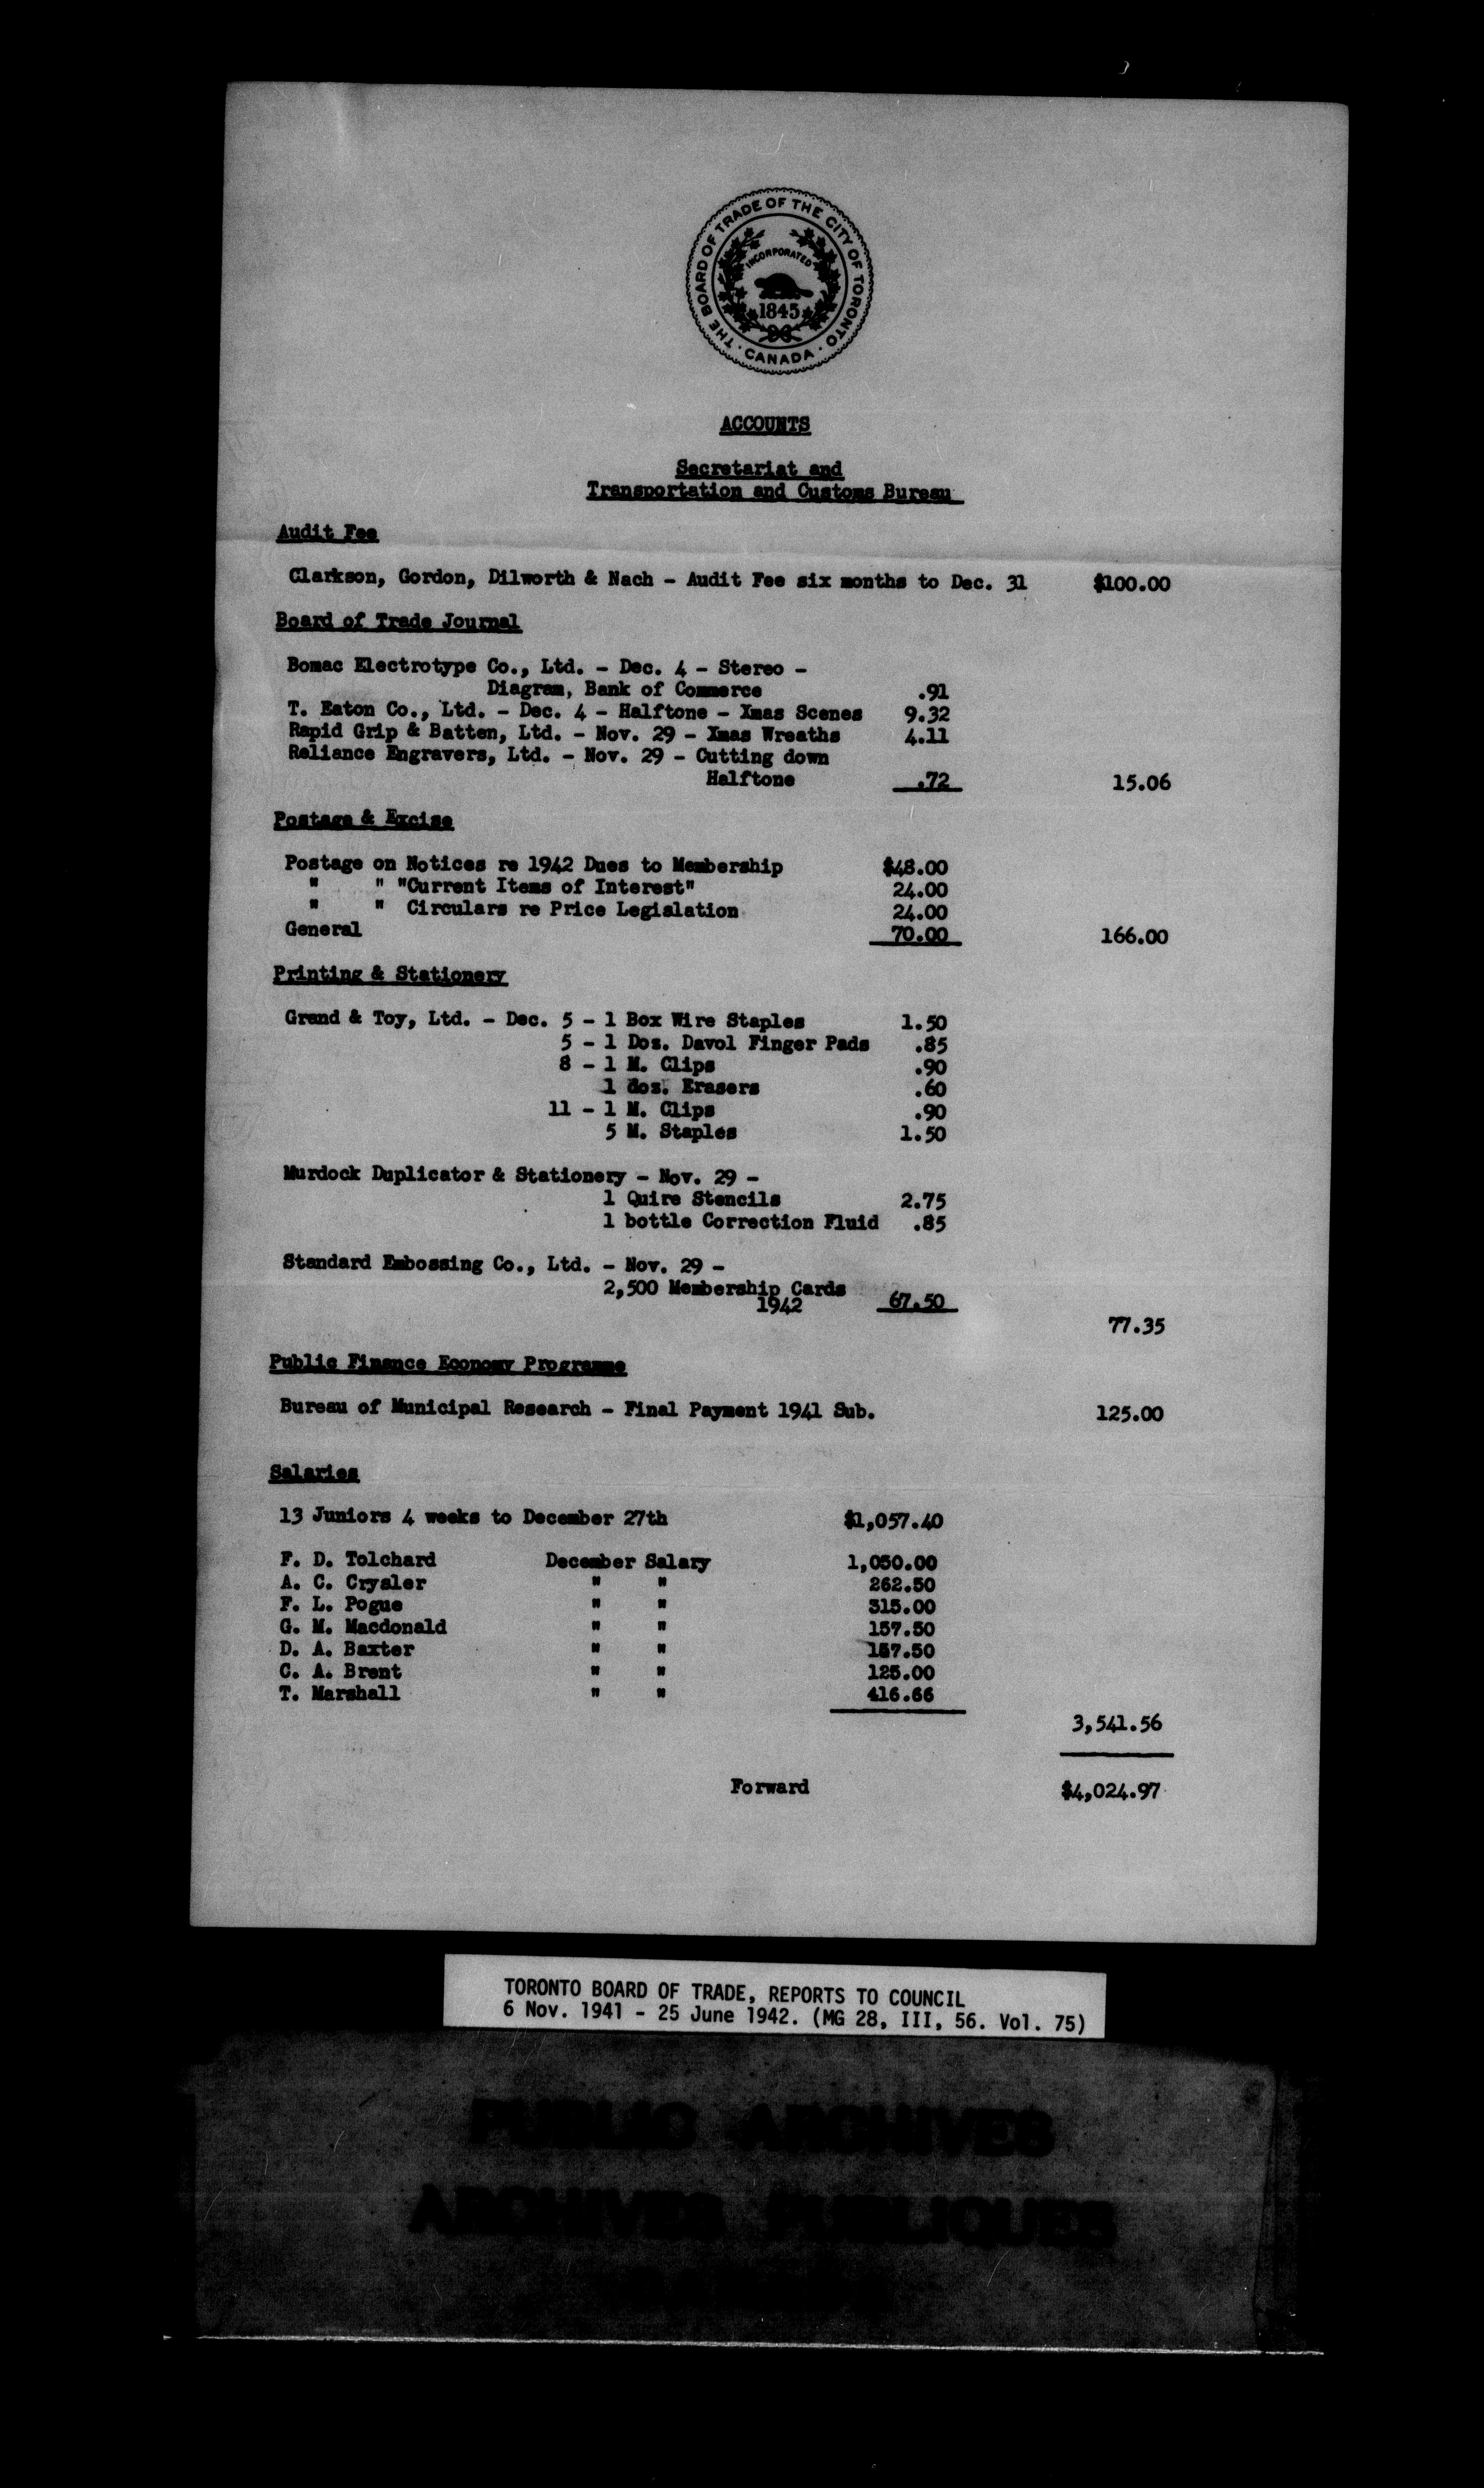 THE BOARD OF TRADE OF THE CITY OF TORONTO
INCORPORATED
1845
· CANADA ·
ACCOUNTS
Secretariat and
Transportation and Customs Bureau
Audit Fee
Clarkson, Gordon, Dilworth & Nach - Audit Fee six months to Dec. 31 $100.00
Board of Trade Journal
Bomac Electrotype Co., Ltd. - Dec. 4 - Stereo -
Diagram, Bank of Commerce .91
T. Eaton Co., Ltd. - Dec. 4 - Halftone - Xmas Scenes 9.32
Rapid Grip & Batten, Ltd. - Nov. 29 - Xmas Wreaths 4.11
Reliance Engravers, Ltd. - Nov. 29 - Cutting down
Halftone .72 15.06
Postage & Excise
Postage on Notices re 1942 Dues to Membership $48.00
" " "Current Items of Interest" 24.00
" " Circulars re Price Legislation 24.00
General 70.00 166.00
Printing & Stationery
Grand & Toy, Ltd. - Dec. 5 - 1 Box Wire Staples 1.50
5 - 1 Doz. Davol Finger Pads .85
8 - 1 M. Clips .90
1 doz. Erasers .60
11 - 1 M. Clips .90
5 M. Staples 1.50
Murdock Duplicator & Stationery - Nov. 29 -
1 Quire Stencils 2.75
1 bottle Correction Fluid .85
Standard Embossing Co., Ltd. - Nov. 29 -
2,500 Membership Cards
1942 67.50
77.35
Public Finance Economy Programme
Bureau of Municipal Research - Final Payment 1941 Sub. 125.00
Salaries
13 Juniors 4 weeks to December 27th $1,057.40
F. D. Tolchard December Salary 1,050.00
A. C. Crysler " " 262.50
F. L. Pogue " " 315.00
G. M. Macdonald " " 157.50
D. A. Baxter " " 157.50
C. A. Brent " " 125.00
T. Marshall " " 416.66
3,541.56
Forward $4,024.97
TORONTO BOARD OF TRADE, REPORTS TO COUNCIL
6 Nov. 1941 - 25 June 1942. (MG 28, III, 56. Vol. 75)
PUBLIC ARCHIVES
ARCHIVES PUBLIQUES